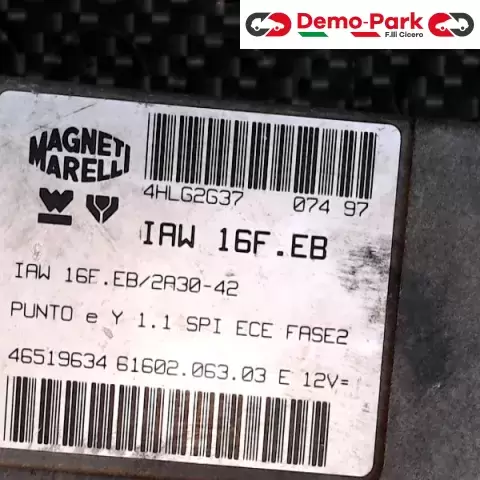 Demo-Park
F.lli Cicero
MAGNETI
MARELLI
4HLG2G37 074 97
IAW 16F.EB
IAW 16F.EB/2A30-42
PUNTO e Y 1.1 SPI ECE FASE2
46519634 61602.063.03 E 12V=